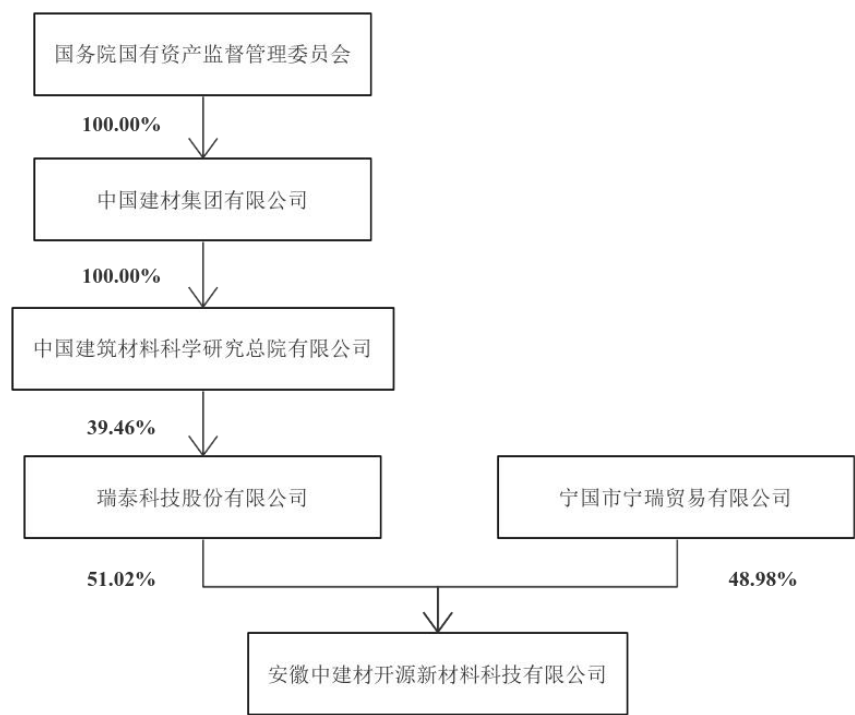 国务院国有资产监督管理委员会
100.00%
中国建材集团有限公司
100.00%
中国建筑材料科学研究总院有限公司
39.46%
瑞泰科技股份有限公司
宁国市宁瑞贸易有限公司
51.02%
48.98%
安徽中建材开源新材料科技有限公司